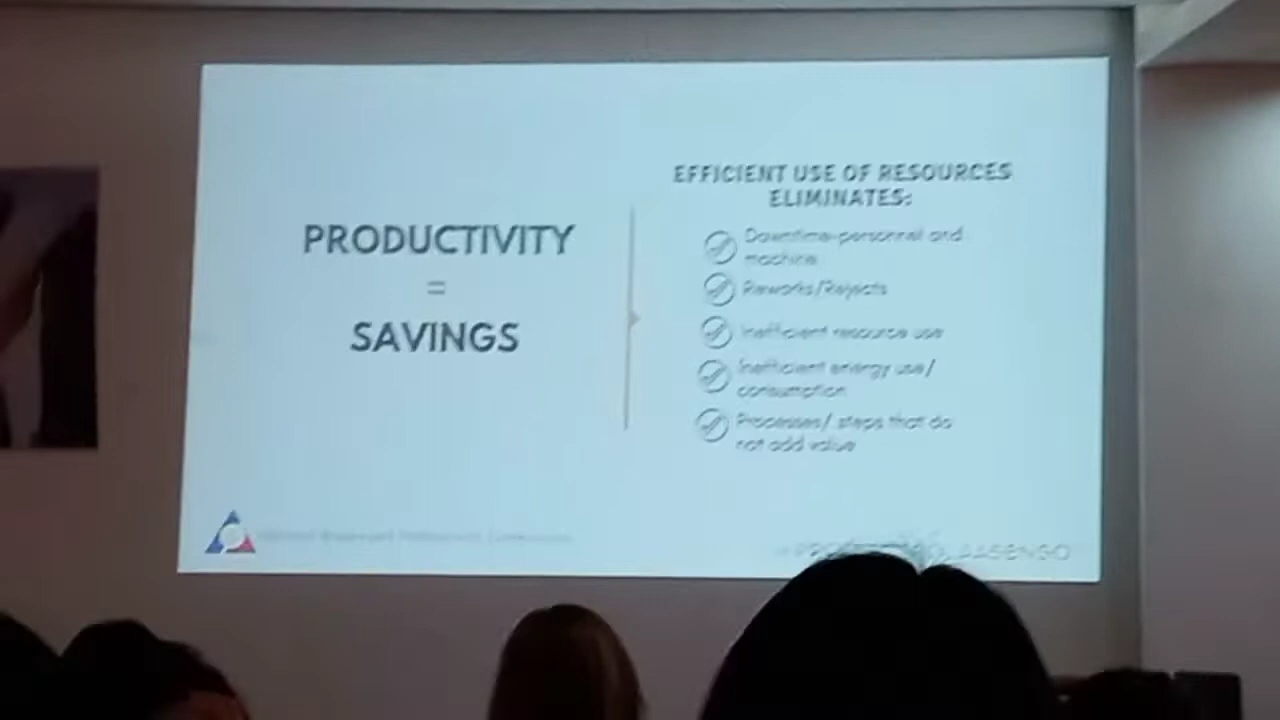 PRODUCTIVITY
=
SAVINGS
EFFICIENT USE OF RESOURCES
ELIMINATES:
Downtime-personnel and
machine
Reworks/Rejects
Inefficient resource use
Inefficient energy use/
consumption
Processes/ steps that do
not add value